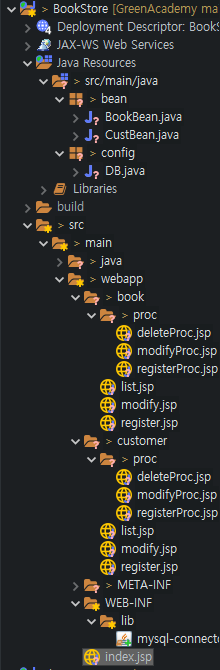 BookStore [GreenAcademy ma
Deployment Descriptor: BookS
JAX-WS Web Services
Java Resources
> src/main/java
> bean
> BookBean.java
> CustBean.java
> config
> DB.java
> Libraries
> build
> src
> main
> java
> webapp
> book
> proc
deleteProc.jsp
modifyProc.jsp
registerProc.jsp
list.jsp
modify.jsp
register.jsp
> customer
> proc
deleteProc.jsp
modifyProc.jsp
registerProc.jsp
list.jsp
modify.jsp
register.jsp
> META-INF
WEB-INF
> lib
mysql-connecto
index.jsp